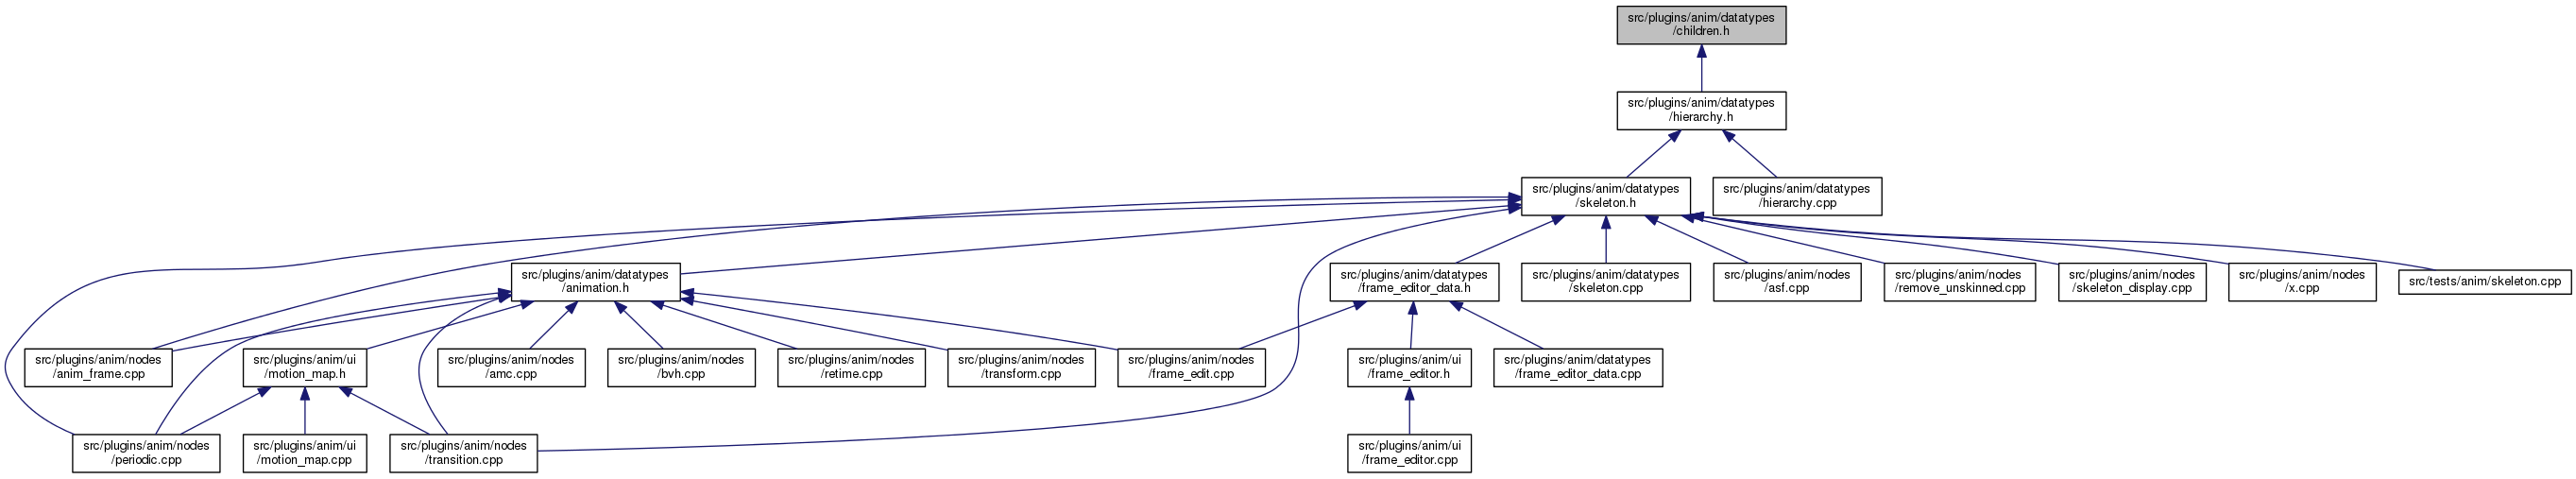 src/plugins/anim/datatypes
/children.h
src/plugins/anim/datatypes
/hierarchy.h
src/plugins/anim/datatypes
/skeleton.h
src/plugins/anim/datatypes
/hierarchy.cpp
src/plugins/anim/datatypes
/animation.h
src/plugins/anim/datatypes
/frame_editor_data.h
src/plugins/anim/datatypes
/skeleton.cpp
src/plugins/anim/nodes
/asf.cpp
src/plugins/anim/nodes
/remove_unskinned.cpp
src/plugins/anim/nodes
/skeleton_display.cpp
src/plugins/anim/nodes
/x.cpp
src/tests/anim/skeleton.cpp
src/plugins/anim/nodes
/anim_frame.cpp
src/plugins/anim/ui
/motion_map.h
src/plugins/anim/nodes
/amc.cpp
src/plugins/anim/nodes
/bvh.cpp
src/plugins/anim/nodes
/retime.cpp
src/plugins/anim/nodes
/transform.cpp
src/plugins/anim/nodes
/frame_edit.cpp
src/plugins/anim/ui
/frame_editor.h
src/plugins/anim/datatypes
/frame_editor_data.cpp
src/plugins/anim/nodes
/periodic.cpp
src/plugins/anim/ui
/motion_map.cpp
src/plugins/anim/nodes
/transition.cpp
src/plugins/anim/ui
/frame_editor.cpp